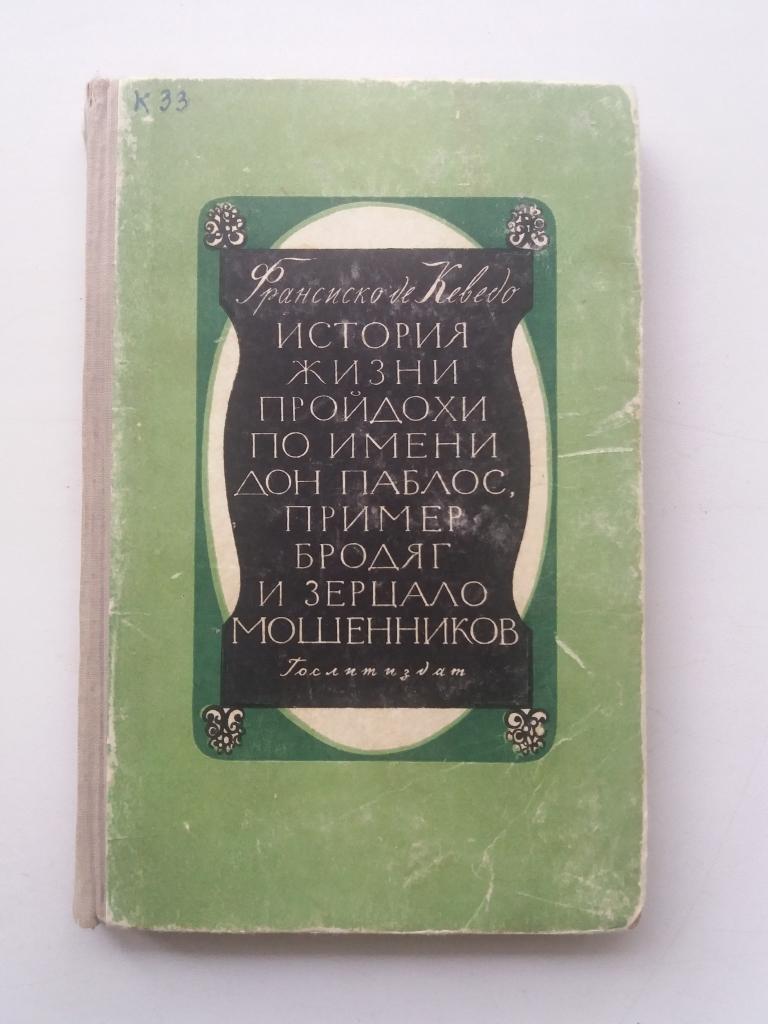 К 33
Франсиско де Кеведо
ИСТОРИЯ
ЖИЗНИ
ПРОЙДОХИ
ПО ИМЕНИ
ДОН ПАБЛОС,
ПРИМЕР
БРОДЯГ
И ЗЕРЦАЛО
МОШЕННИКОВ
Гослитиздат